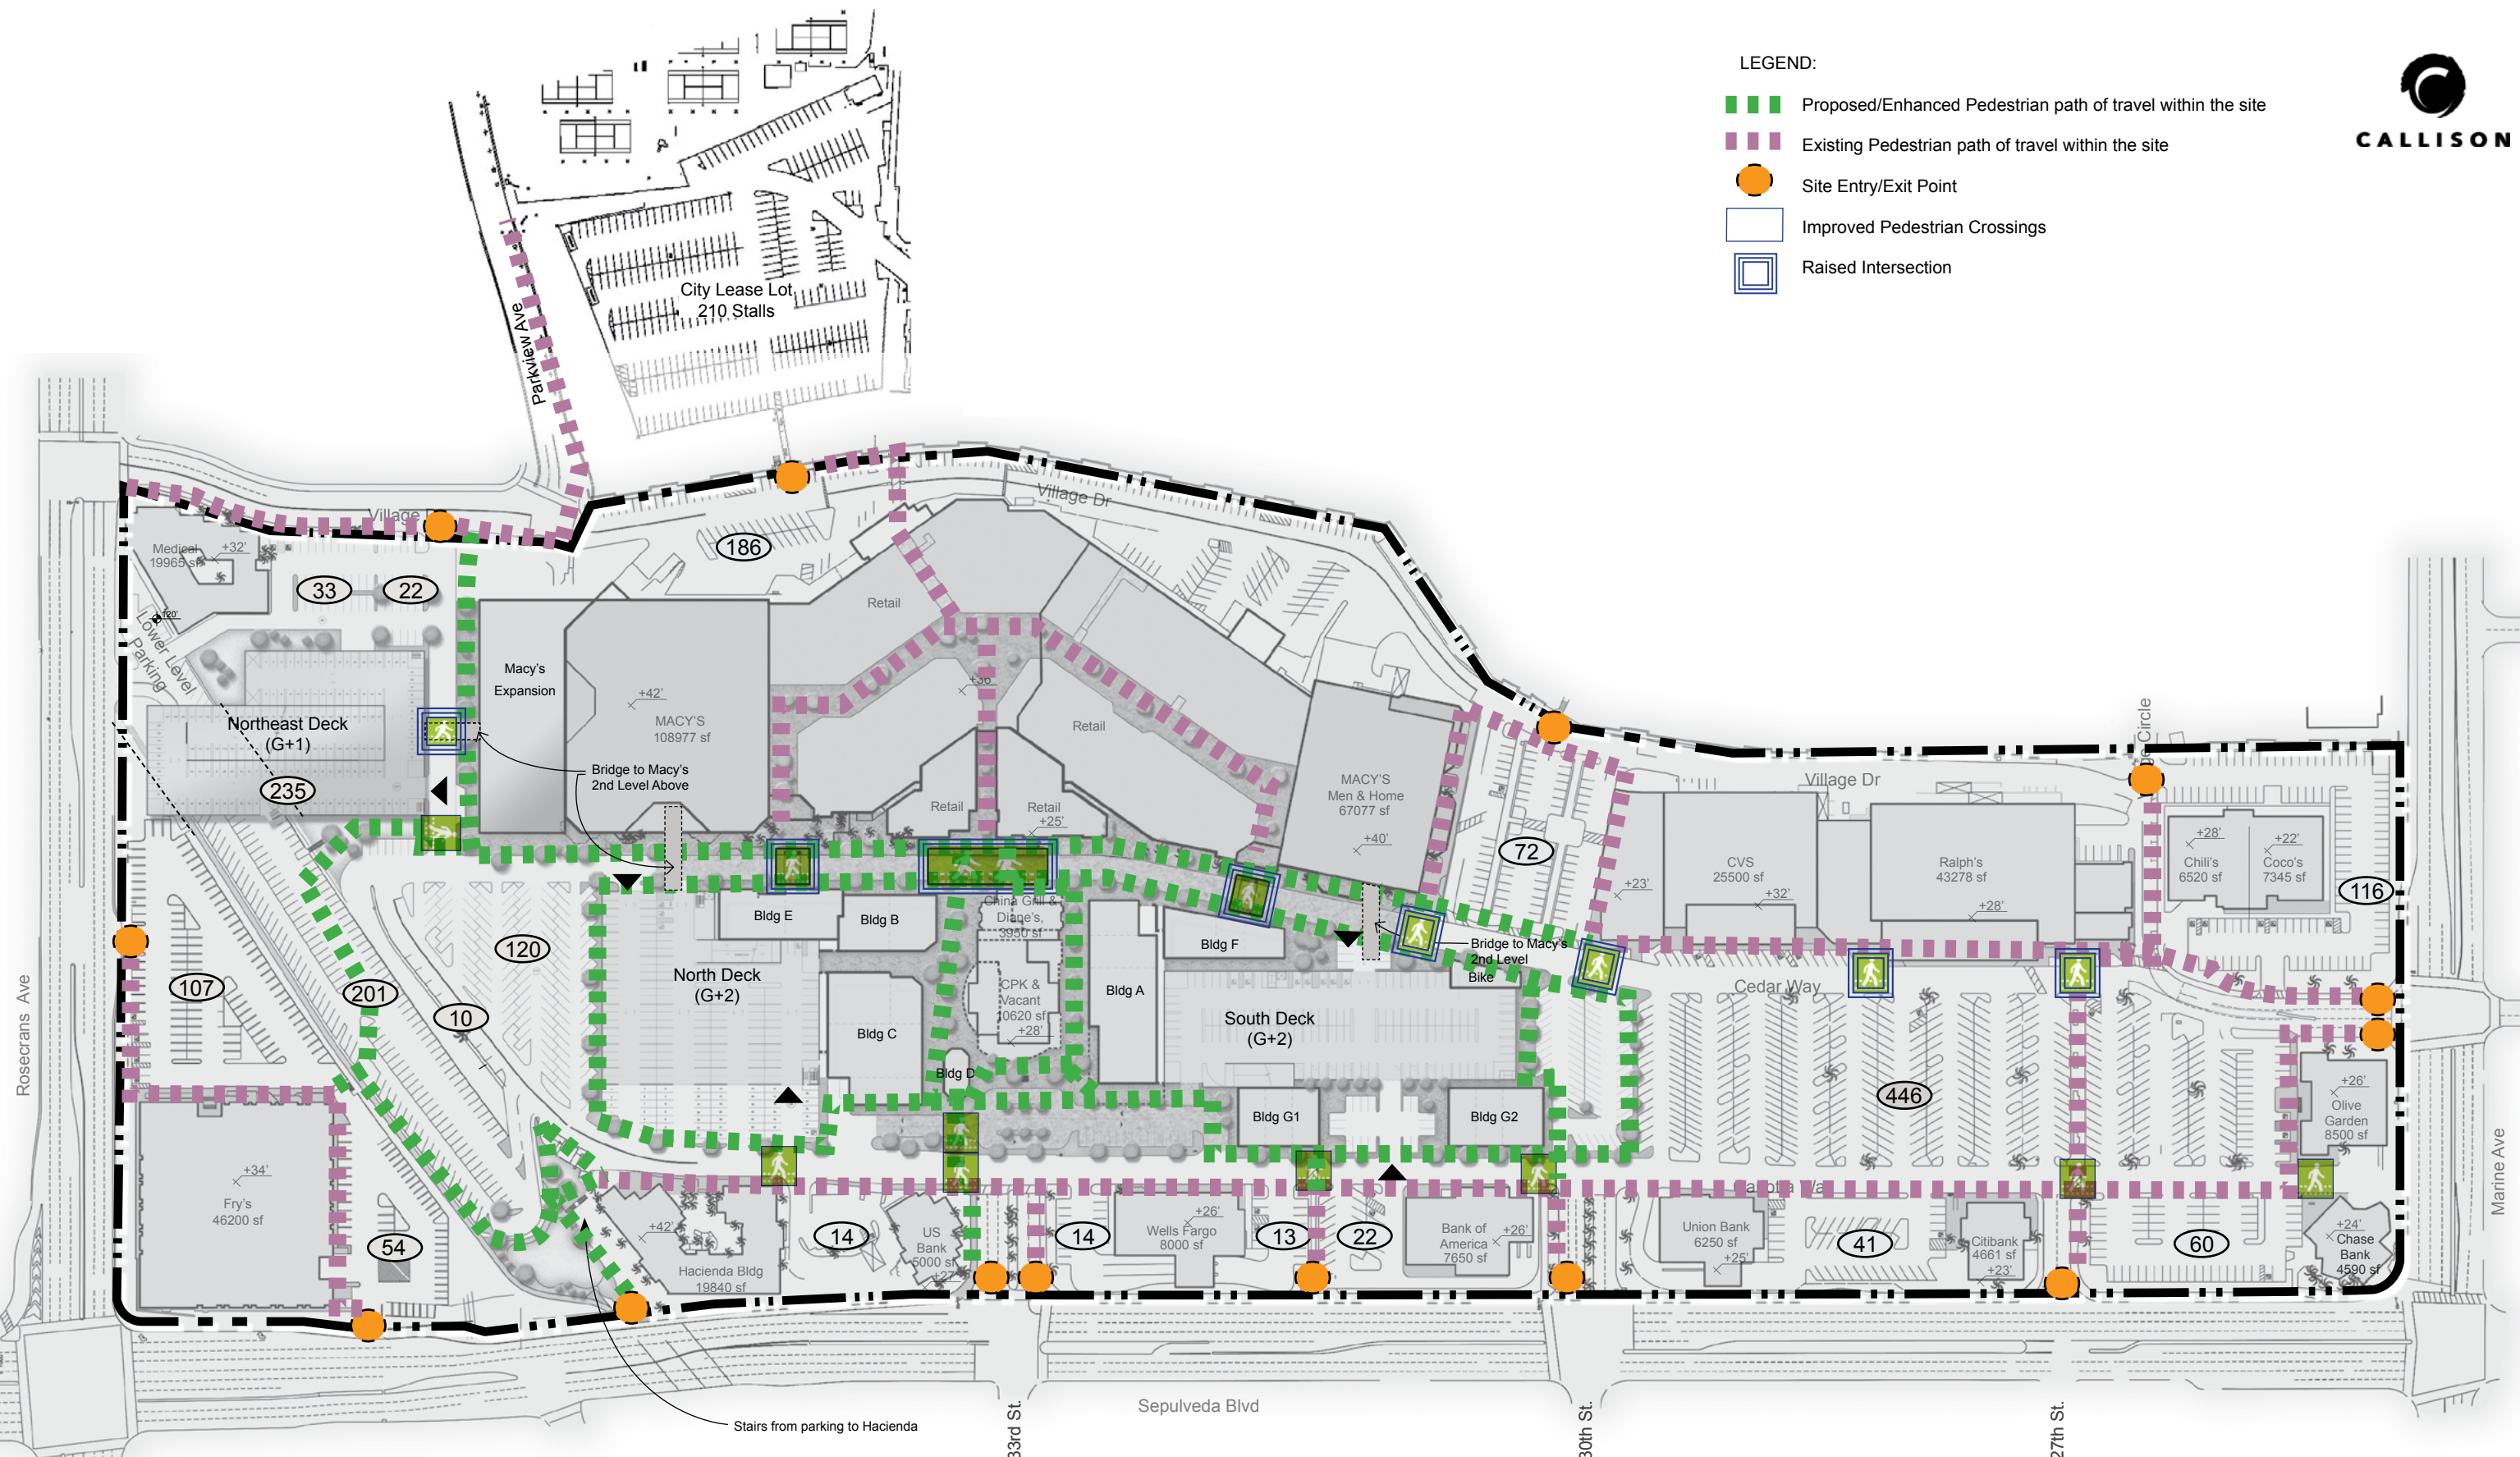 LEGEND:
Proposed/Enhanced Pedestrian path of travel within the site
Existing Pedestrian path of travel within the site
Site Entry/Exit Point
Improved Pedestrian Crossings
Raised Intersection
CALLISON
City Lease Lot
210 Stalls
Parkview Ave
Village Dr
Village
Medical
19965 sf
+32'
33
22
186
Lower Level
Parking
Retail
Macy's
Expansion
+42'
MACY'S
108977 sf
+36'
Retail
Northeast Deck
(G+1)
235
Bridge to Macy's
2nd Level Above
Retail
Retail
+25'
MACY'S
Men & Home
67077 sf
+40'
72
Village Dr
Circle
CVS
25500 sf
+32'
+23'
Ralph's
43278 sf
+28'
+28'
Chili's
6520 sf
+22'
Coco's
7345 sf
116
Bldg E
Bldg B
China Grill &
Diane's,
3950 sf
Bldg F
Bridge to Macy's
2nd Level
Bike
Cedar Way
120
107
201
10
North Deck
(G+2)
Bldg C
CPK &
Vacant
10620 sf
+28'
Bldg A
South Deck
(G+2)
Bldg D
Bldg G1
Bldg G2
446
+26'
Olive
Garden
8500 sf
Rosecrans Ave
Marine Ave
+34'
Fry's
46200 sf
54
+42'
Hacienda Bldg
19840 sf
14
US
Bank
5000 sf
+27'
14
+26'
Wells Fargo
8000 sf
13
22
Bank of
America
7650 sf
+26'
Union Bank
6250 sf
+25'
41
Citibank
4661 sf
+23'
60
+24'
Chase
Bank
4590 sf
Stairs from parking to Hacienda
33rd St.
Sepulveda Blvd
30th St.
27th St.